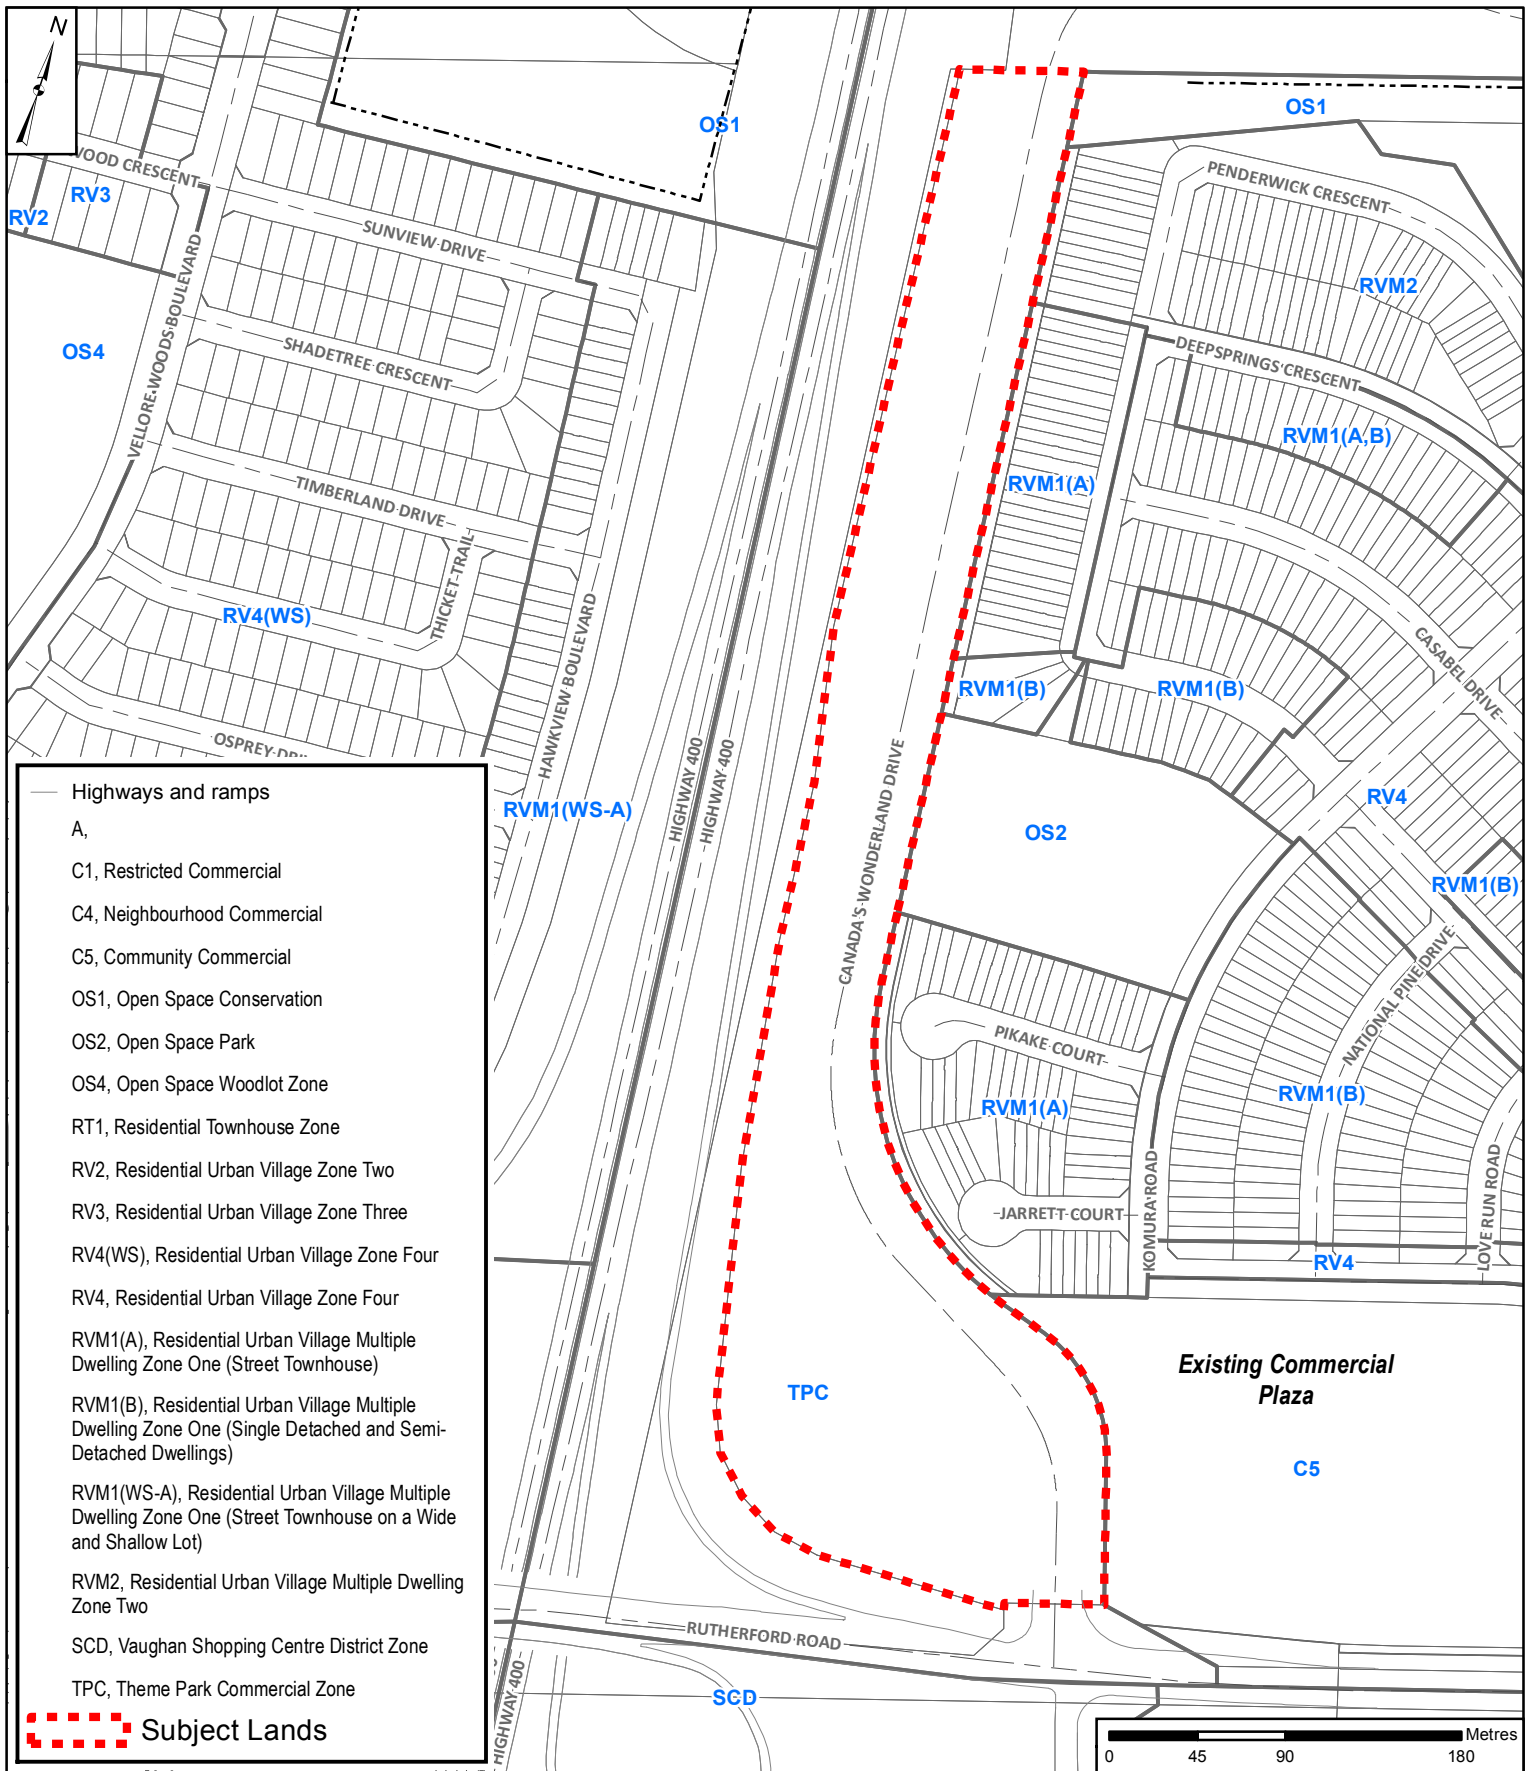 N
OS1
OS1
WOOD CRESCENT
RV3
RV2
SUNVIEW DRIVE
PENDERWICK CRESCENT
RVM2
VELLORE WOODS BOULEVARD
OS4
SHADETREE CRESCENT
DEEPSPRINGS CRESCENT
RVM1(A,B)
RVM1(A)
TIMBERLAND DRIVE
THICKET TRAIL
RV4(WS)
HAWKVIEW BOULEVARD
CASABEL DRIVE
RVM1(B)
RVM1(B)
OSPREY DRI
HIGHWAY 400
HIGHWAY 400
CANADA'S WONDERLAND DRIVE
RVM1(WS-A)
OS2
RV4
RVM1(B)
NATIONAL PINE DRIVE
PIKAKE COURT
RVM1(A)
RVM1(B)
JARRETT COURT
KOMURA ROAD
LOVE RUN ROAD
RV4
Existing Commercial
Plaza
TPC
C5
RUTHERFORD ROAD
HIGHWAY 400
SCD
Highways and ramps
A,
C1, Restricted Commercial
C4, Neighbourhood Commercial
C5, Community Commercial
OS1, Open Space Conservation
OS2, Open Space Park
OS4, Open Space Woodlot Zone
RT1, Residential Townhouse Zone
RV2, Residential Urban Village Zone Two
RV3, Residential Urban Village Zone Three
RV4(WS), Residential Urban Village Zone Four
RV4, Residential Urban Village Zone Four
RVM1(A), Residential Urban Village Multiple
Dwelling Zone One (Street Townhouse)
RVM1(B), Residential Urban Village Multiple
Dwelling Zone One (Single Detached and Semi-
Detached Dwellings)
RVM1(WS-A), Residential Urban Village Multiple
Dwelling Zone One (Street Townhouse on a Wide
and Shallow Lot)
RVM2, Residential Urban Village Multiple Dwelling
Zone Two
SCD, Vaughan Shopping Centre District Zone
TPC, Theme Park Commercial Zone
Subject Lands
Metres
0 45 90 180